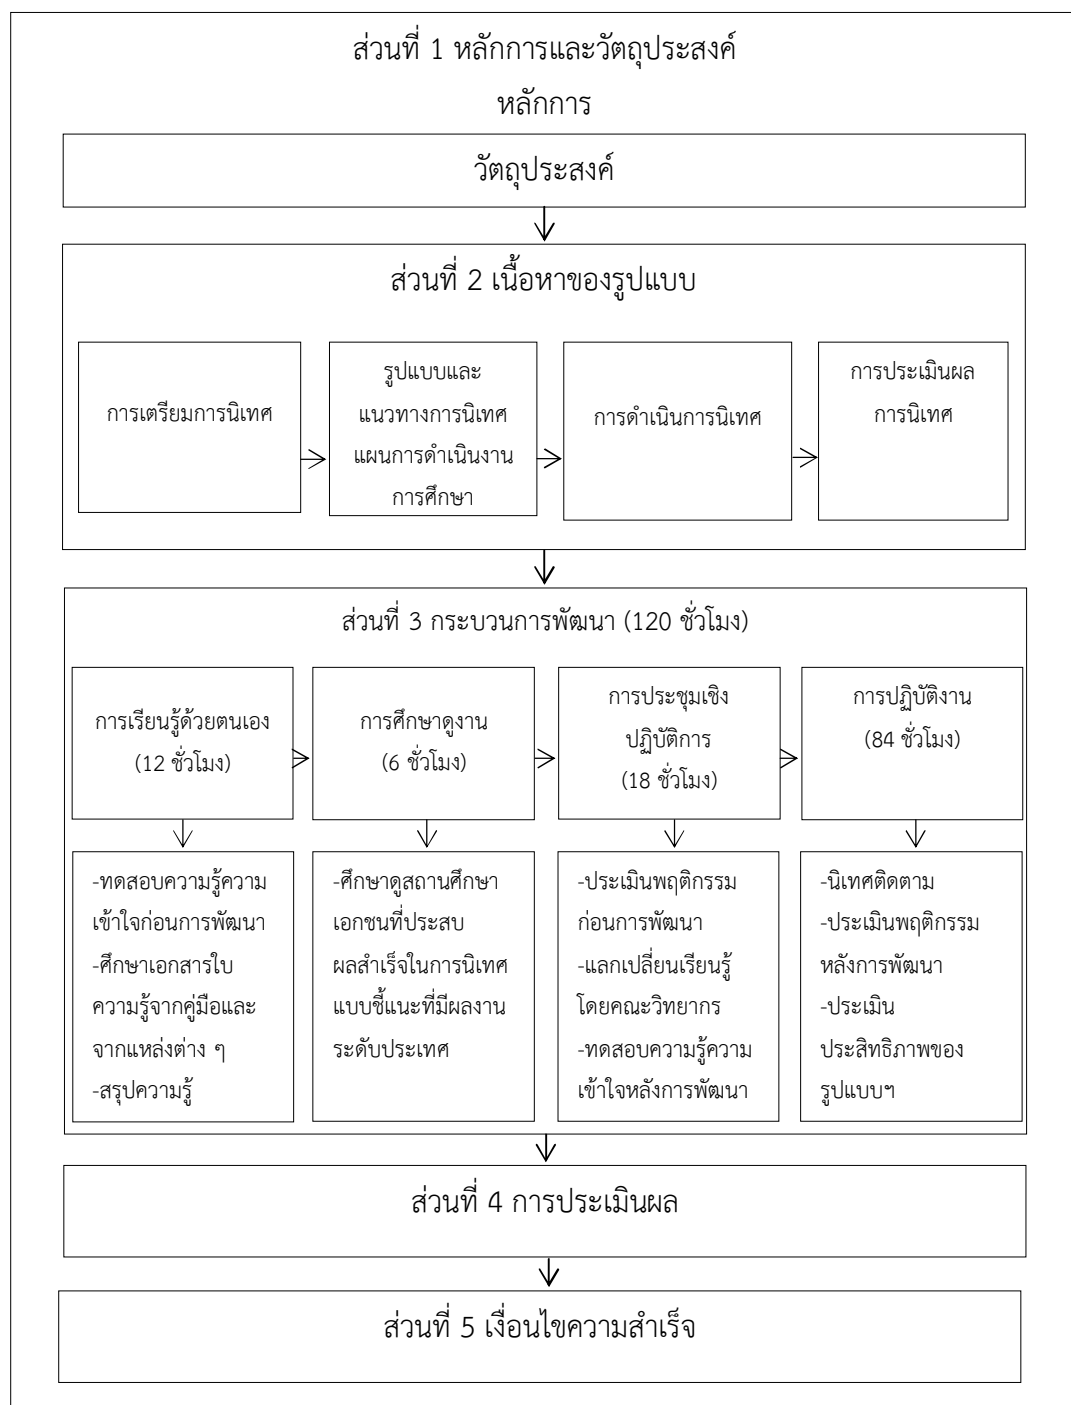 ส่วนที่ 1 หลักการและวัตถุประสงค์
หลักการ
วัตถุประสงค์
ส่วนที่ 2 เนื้อหาของรูปแบบ
การเตรียมการนิเทศ
รูปแบบและ
แนวทางการนิเทศ
แผนการดำเนินงาน
การศึกษา
การดำเนินการนิเทศ
การประเมินผล
การนิเทศ
ส่วนที่ 3 กระบวนการพัฒนา (120 ชั่วโมง)
การเรียนรู้ด้วยตนเอง
(12 ชั่วโมง)
การศึกษาดูงาน
(6 ชั่วโมง)
การประชุมเชิง
ปฏิบัติการ
(18 ชั่วโมง)
การปฏิบัติงาน
(84 ชั่วโมง)
-ทดสอบความรู้ความ
เข้าใจก่อนการพัฒนา
-ศึกษาเอกสารใบ
ความรู้จากคู่มือและ
จากแหล่งต่าง ๆ
-สรุปความรู้
-ศึกษาดูสถานศึกษา
เอกชนที่ประสบ
ผลสำเร็จในการนิเทศ
แบบชี้แนะที่มีผลงาน
ระดับประเทศ
-ประเมินพฤติกรรม
ก่อนการพัฒนา
-แลกเปลี่ยนเรียนรู้
โดยคณะวิทยากร
-ทดสอบความรู้ความ
เข้าใจหลังการพัฒนา
-นิเทศติดตาม
-ประเมินพฤติกรรม
หลังการพัฒนา
-ประเมิน
ประสิทธิภาพของ
รูปแบบฯ
ส่วนที่ 4 การประเมินผล
ส่วนที่ 5 เงื่อนไขความสำเร็จ